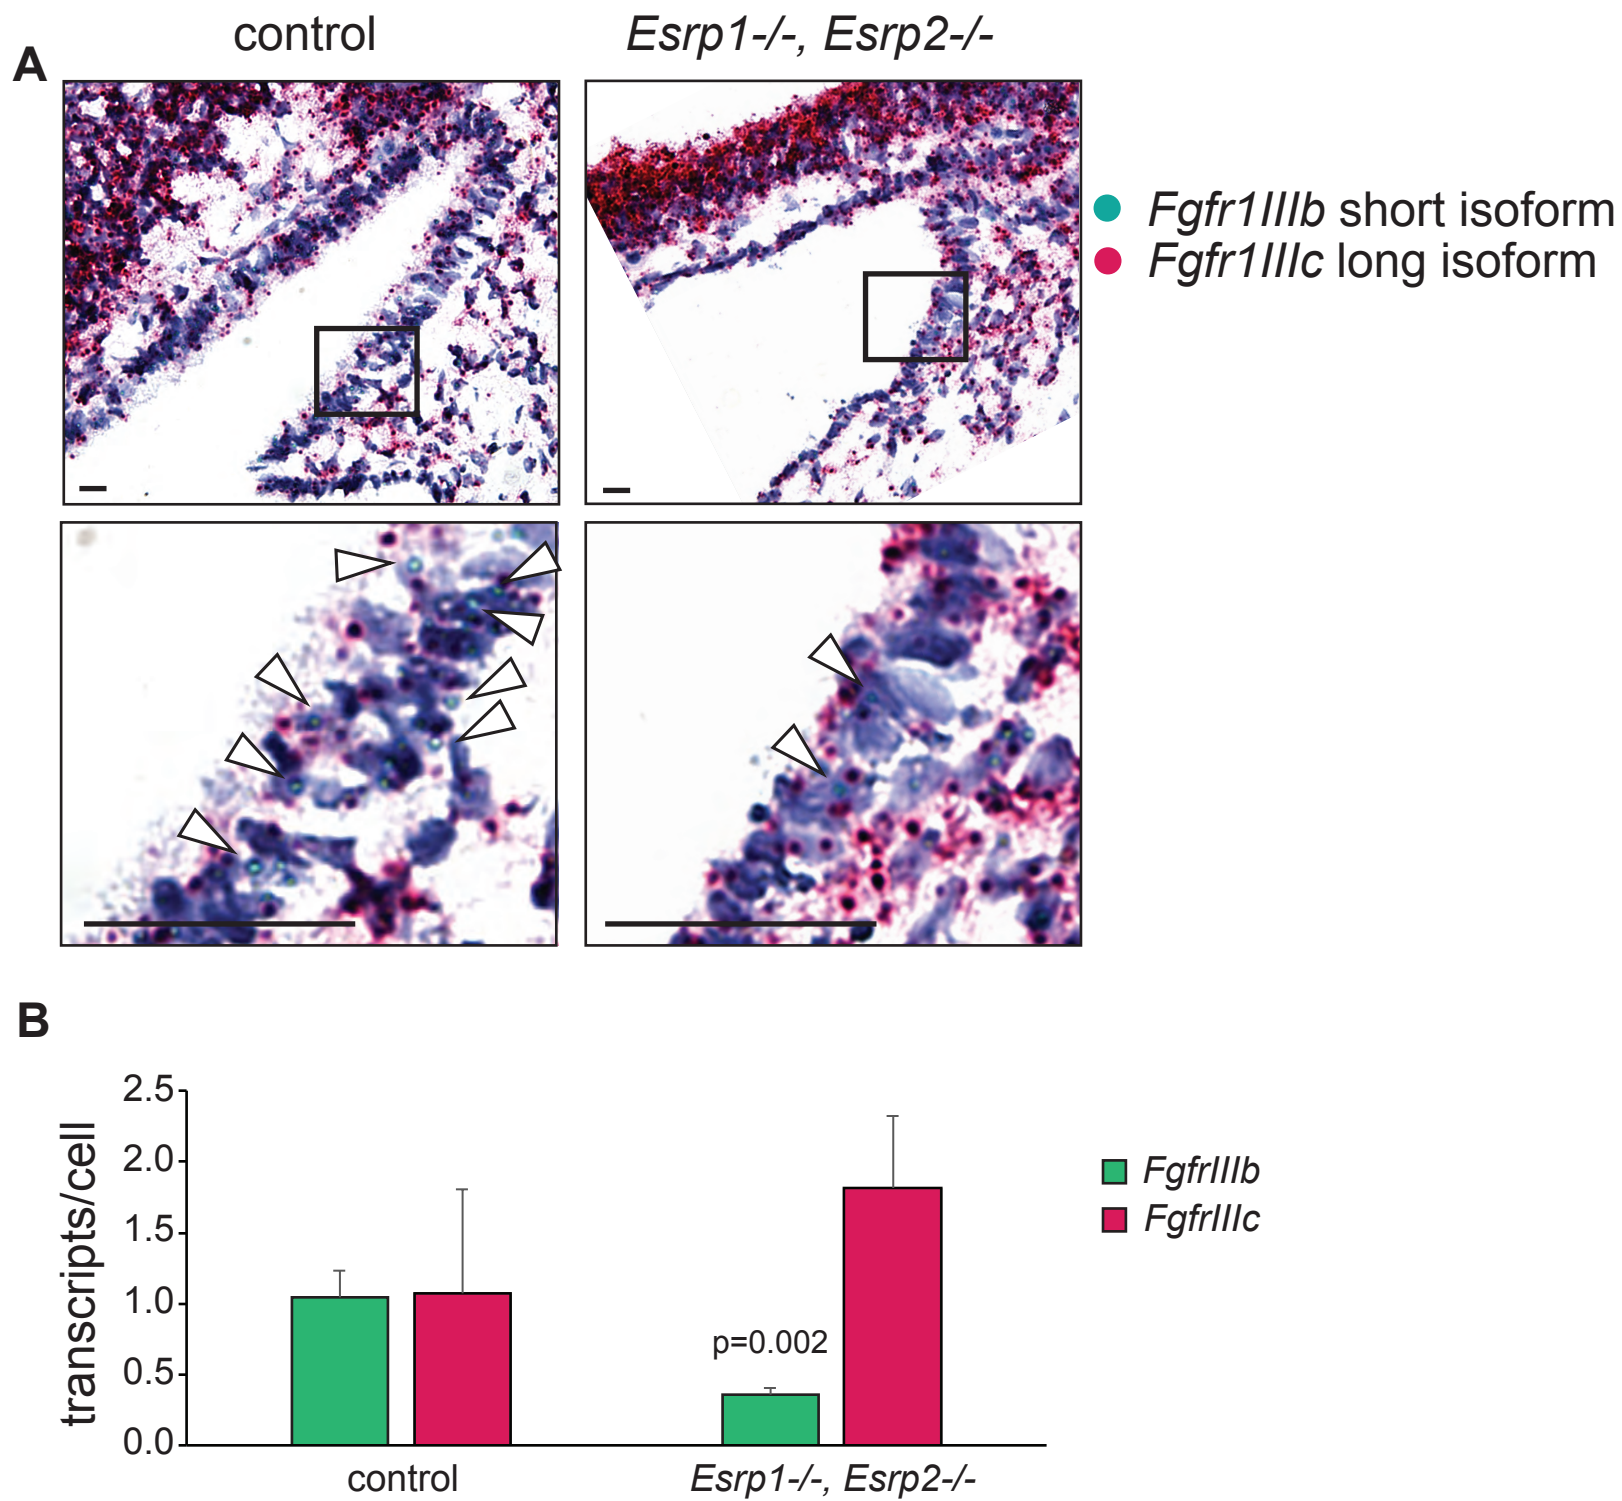 control
Esrp1-/-, Esrp2-/-
A
Fgfr1IIIb short isoform
Fgfr1IIIc long isoform
B
2.5
2.0
1.5
1.0
0.5
0.0
transcripts/cell
p=0.002
FgfrIIIb
FgfrIIIc
control
Esrp1-/-, Esrp2-/-